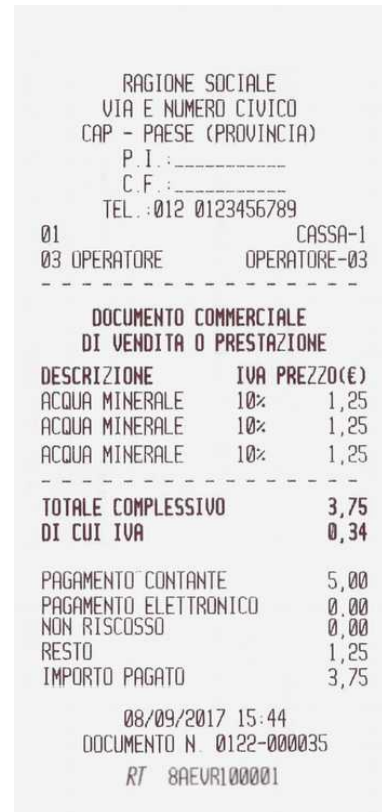 RAGIONE SOCIALE
VIA E NUMERO CIVICO
CAP - PAESE (PROVINCIA)
P.I.:___________
C.F.:___________
TEL.:012 0123456789
01 CASSA-1
03 OPERATORE OPERATORE-03
- - - - - - - - - - - - - - - -
DOCUMENTO COMMERCIALE
DI VENDITA O PRESTAZIONE
DESCRIZIONE IVA PREZZO(€)
ACQUA MINERALE 10% 1,25
ACQUA MINERALE 10% 1,25
ACQUA MINERALE 10% 1,25
- - - - - - - - - - - - - - - -
TOTALE COMPLESSIVO 3,75
DI CUI IVA 0,34
PAGAMENTO CONTANTE 5,00
PAGAMENTO ELETTRONICO 0,00
NON RISCOSSO 0,00
RESTO 1,25
IMPORTO PAGATO 3,75
08/09/2017 15:44
DOCUMENTO N. 0122-000035
RT 8AEVR100001